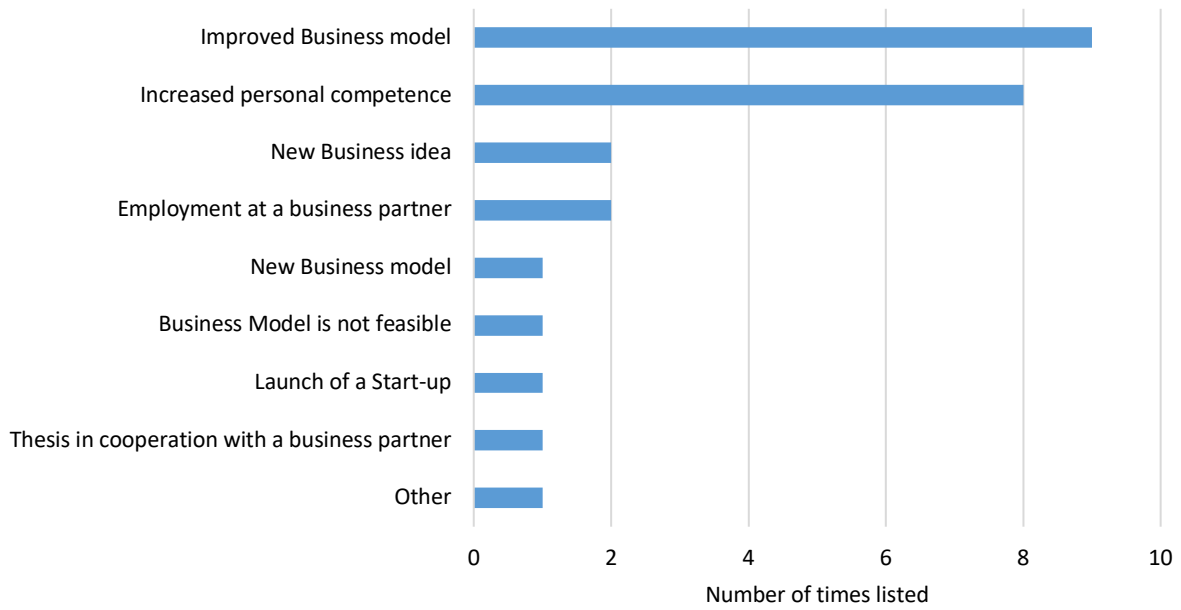 Improved Business model
Increased personal competence
New Business idea
Employment at a business partner
New Business model
Business Model is not feasible
Launch of a Start-up
Thesis in cooperation with a business partner
Other
0 2 4 6 8 10
Number of times listed